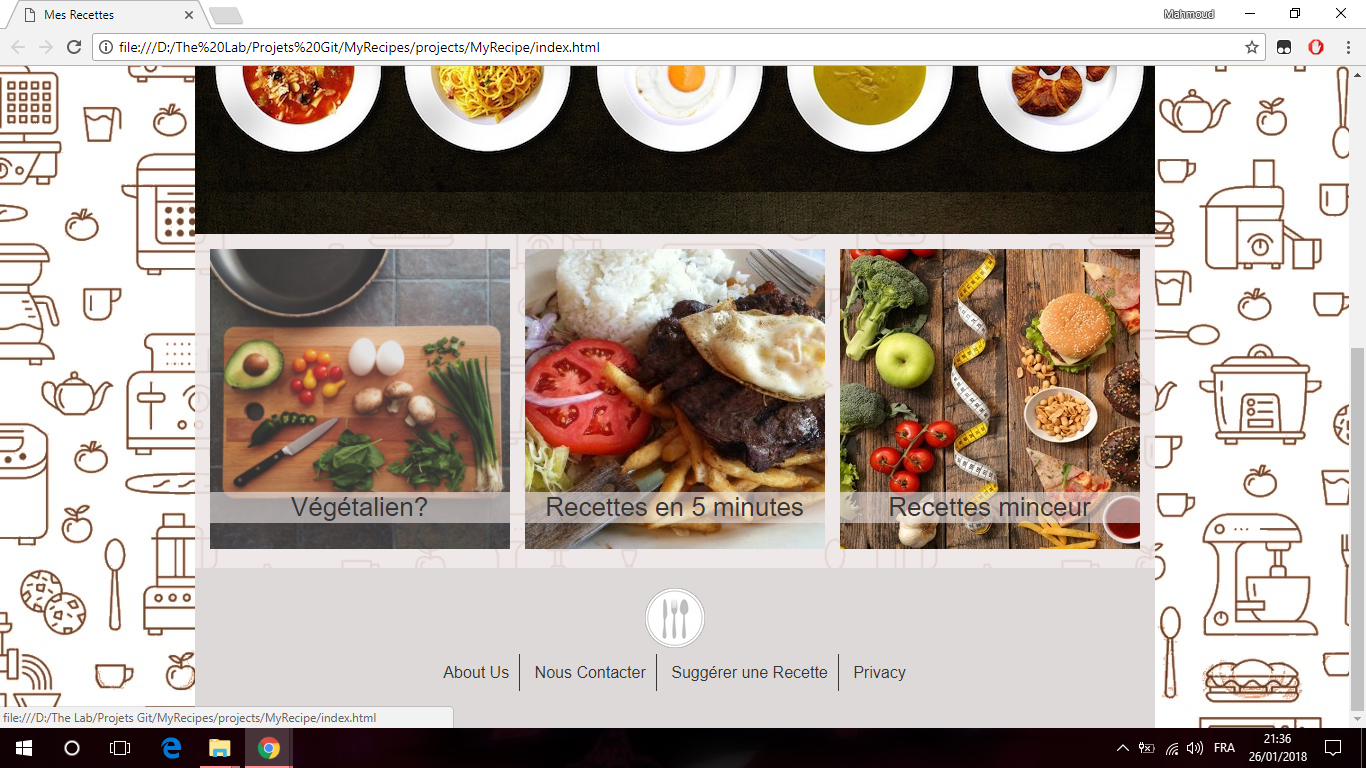 Mes Recettes
Mahmoud
file:///D:/The%20Lab/Projets%20Git/MyRecipes/projects/MyRecipe/index.html
Végétalien?
Recettes en 5 minutes
Recettes minceur
About Us
Nous Contacter
Suggérer une Recette
Privacy
file:///D:/The Lab/Projets Git/MyRecipes/projects/MyRecipe/index.html
FRA
21:36
26/01/2018